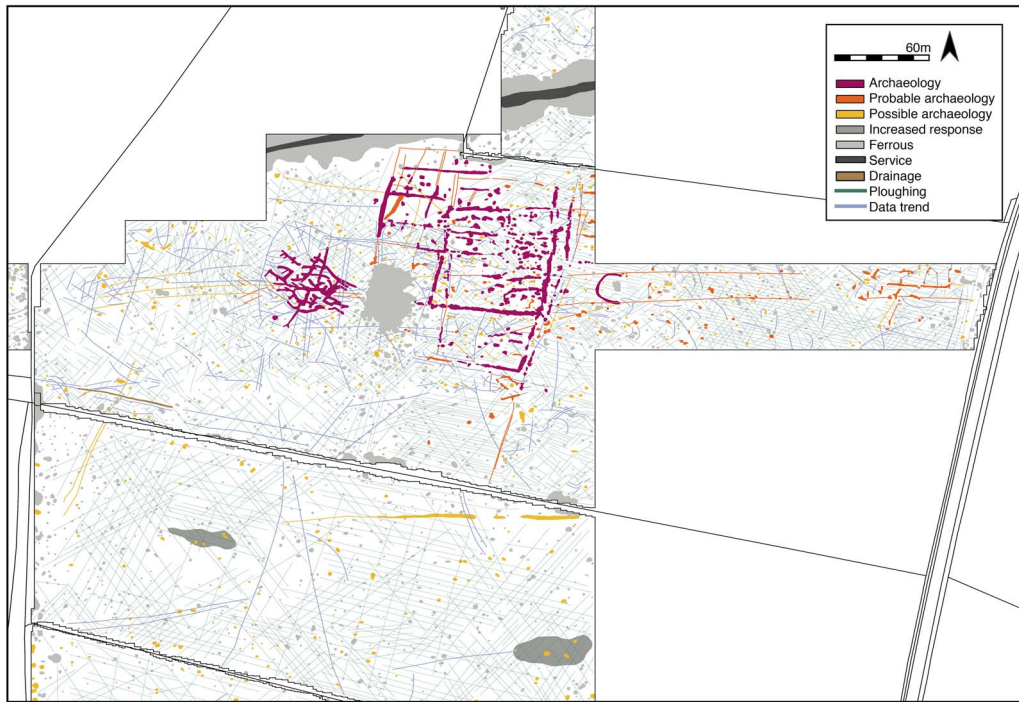 60m
Archaeology
Probable archaeology
Possible archaeology
Increased response
Ferrous
Service
Drainage
Ploughing
Data trend